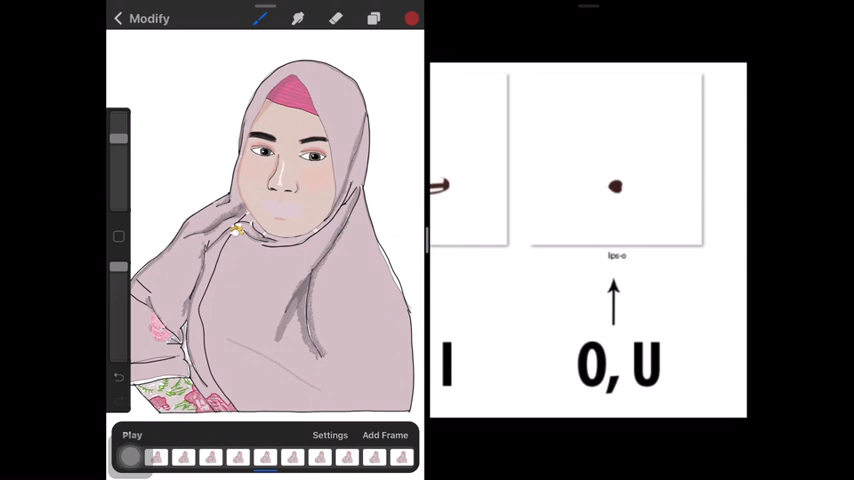 Modify
lips-o
I
O, U
Play
Settings
Add Frame